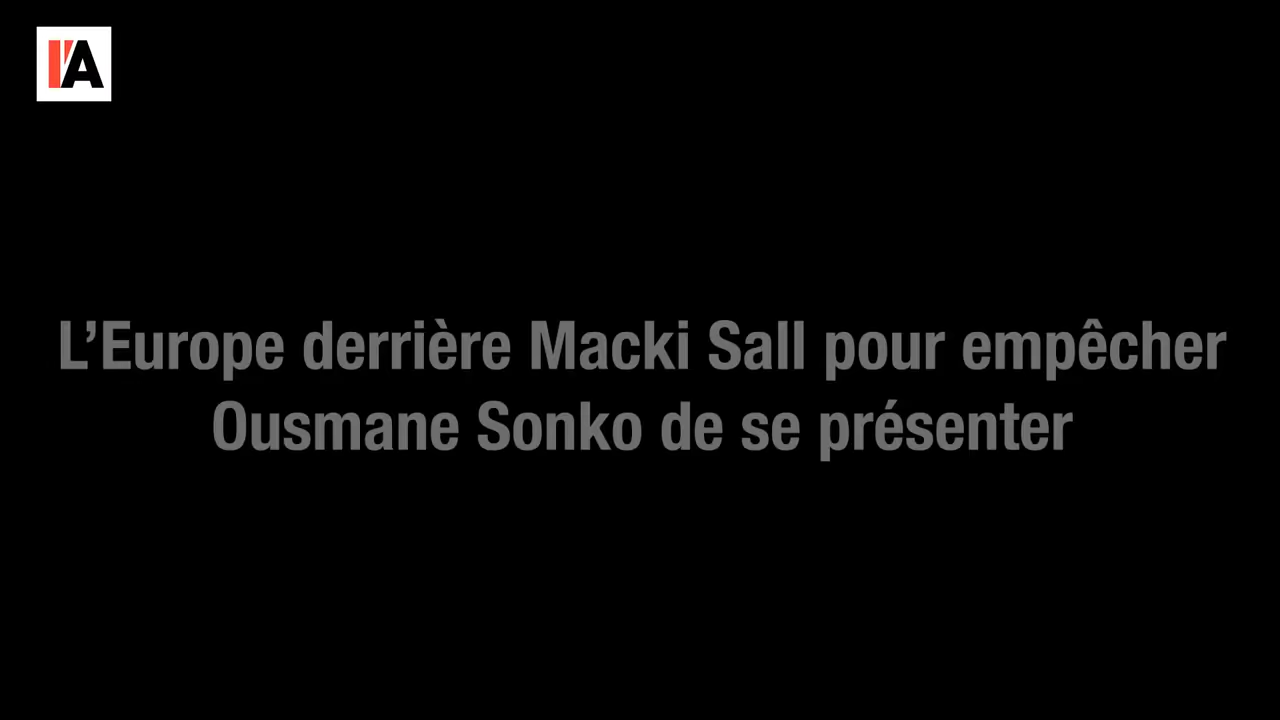 l'A
L’Europe derrière Macki Sall pour empêcher
Ousmane Sonko de se présenter